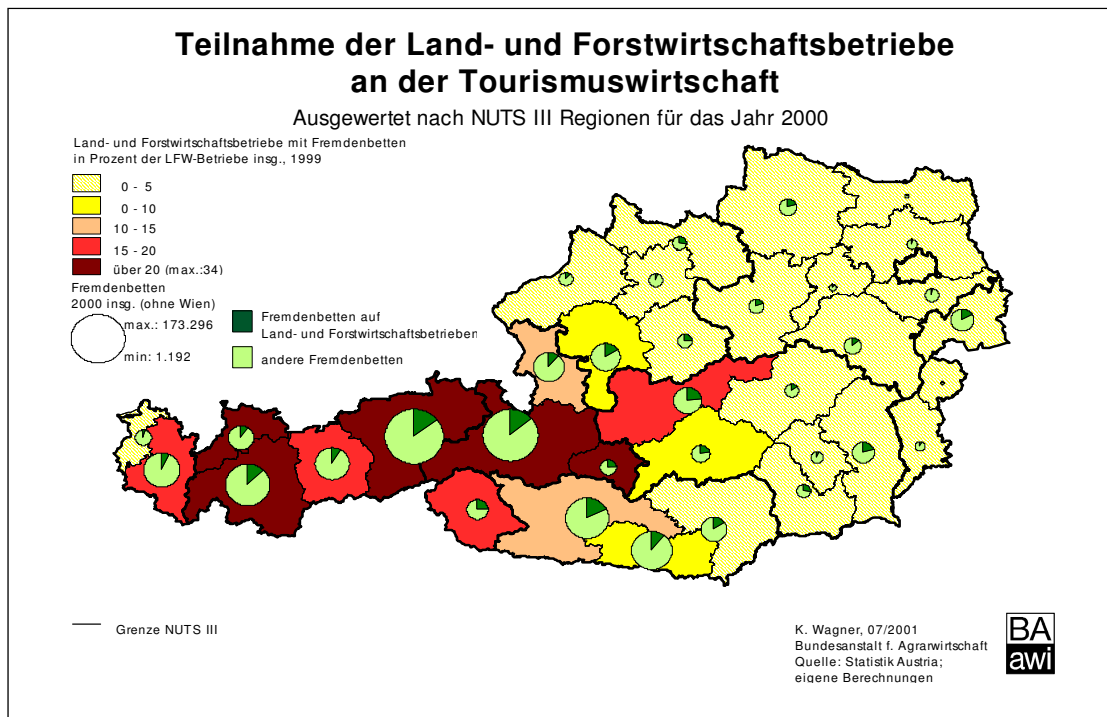 Teilnahme der Land- und Forstwirtschaftsbetriebe
an der Tourismuswirtschaft
Ausgewertet nach NUTS III Regionen für das Jahr 2000
Land- und Forstwirtschaftsbetriebe mit Fremdenbetten
in Prozent der LFW-Betriebe insg., 1999
0 - 5
0 - 10
10 - 15
15 - 20
über 20 (max.:34)
Fremdenbetten
2000 insg. (ohne Wien)
max.: 173.296
min: 1.192
Fremdenbetten auf
Land- und Forstwirtschaftsbetrieben
andere Fremdenbetten
Grenze NUTS III
K. Wagner, 07/2001
Bundesanstalt f. Agrarwirtschaft
Quelle: Statistik Austria;
eigene Berechnungen
BA
awi